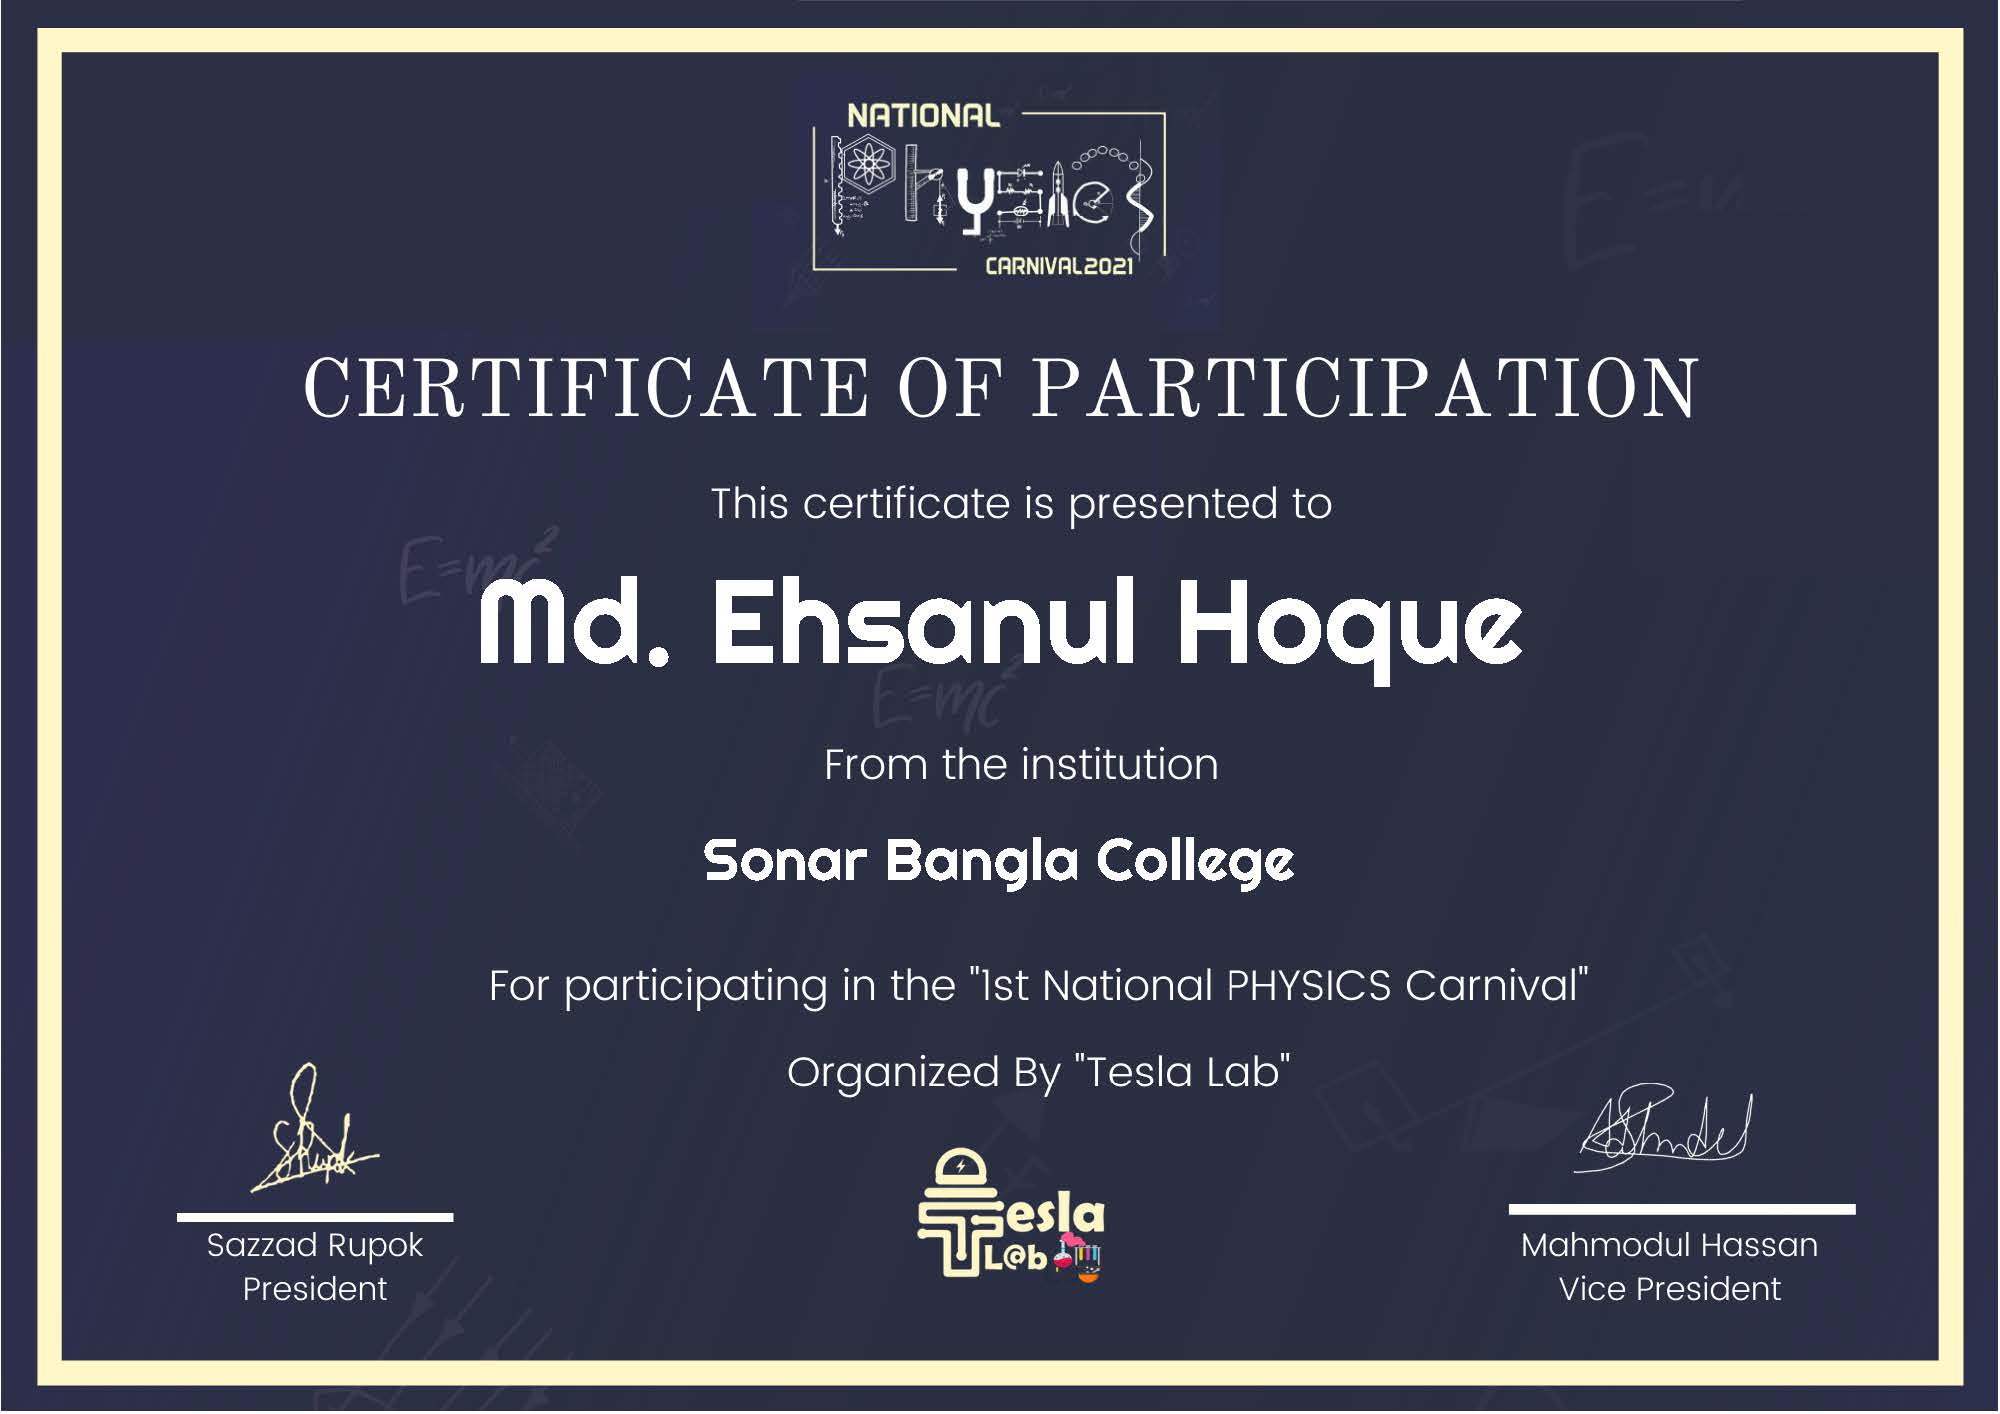 NATIONAL
Physics
CARNIVAL2021
CERTIFICATE OF PARTICIPATION
This certificate is presented to
E=mc²
Md. Ehsanul Hoque
E=mc²
From the institution
Sonar Bangla College
For participating in the "1st National PHYSICS Carnival"
Organized By "Tesla Lab"
Tesla
L@b
Sazzad Rupok
President
Mahmodul Hassan
Vice President